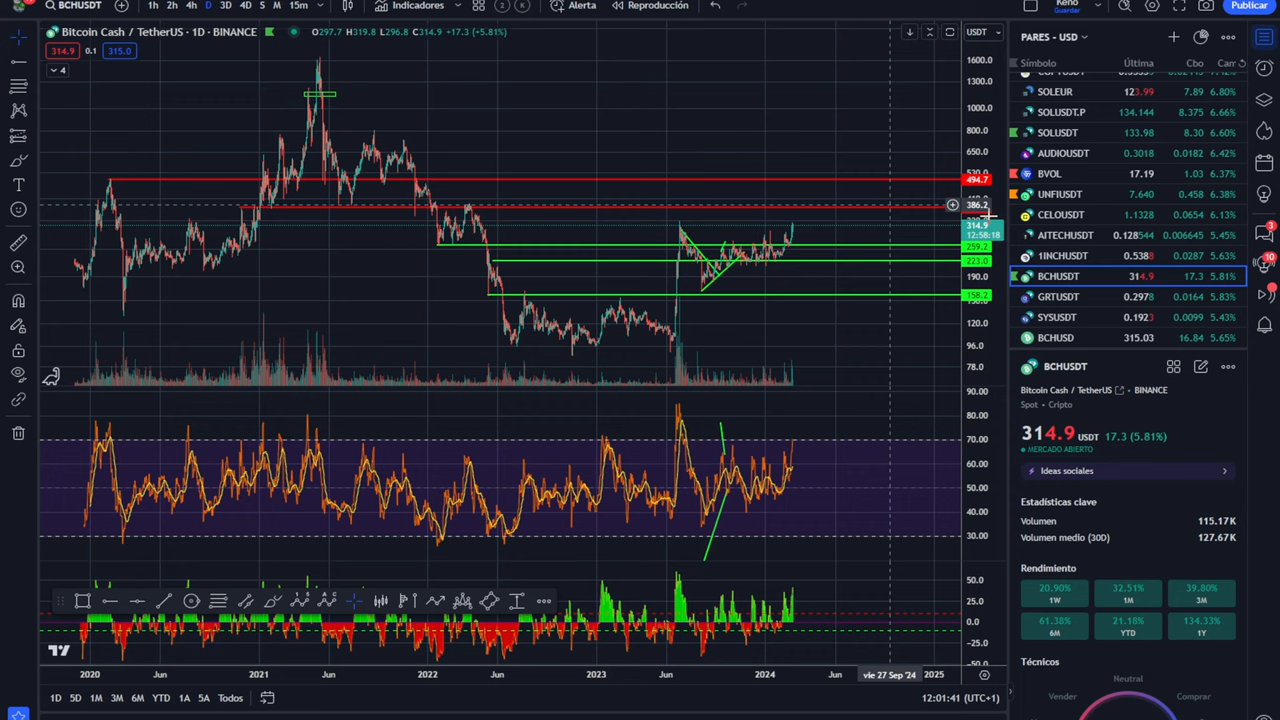 BCHUSDT 1h 2h 4h D 3D 4D S M 15m Indicadores 2 K Alerta Reproducción Keno Guardar Publicar
Bitcoin Cash / TetherUS · 1D · BINANCE O297.7 H319.8 L296.8 C314.9 +17.3 (+5.81%)
314.9 0.1 315.0
4
USDT
1600.0
1300.0
1000.0
800.0
650.0
494.7
386.2
314.9
12:58:18
259.2
223.0
190.0
158.2
120.0
96.0
78.0
90.00
80.00
70.00
60.00
50.00
40.00
30.00
50.0
25.0
0.0
−25.0
2020 Jun 2021 Jun 2022 Jun 2023 Jun 2024 Jun vie 27 Sep '24 2025
1D 5D 1M 3M 6M YTD 1A 5A Todos
12:01:41 (UTC+1)
PARES - USD
Símbolo Última Cbo
SOLEUR 123.99 7.89 6.80%
SOLUSDT.P 134.144 8.375 6.66%
SOLUSDT 133.98 8.30 6.60%
AUDIOUSDT 0.3018 0.0182 6.42%
BVOL 17.19 1.03 6.37%
UNFIUSDT 7.640 0.458 6.38%
CELOUSDT 1.1328 0.0654 6.13%
AITECHUSDT 0.128544 0.006645 5.45%
1INCHUSDT 0.5388 0.0287 5.63%
BCHUSDT 314.9 17.3 5.81%
GRTUSDT 0.2978 0.0164 5.83%
SYSUSDT 0.1923 0.0099 5.43%
BCHUSD 315.03 16.84 5.65%
BCHUSDT
Bitcoin Cash / TetherUS · BINANCE
Spot · Cripto
314.9 USDT 17.3 (5.81%)
MERCADO ABIERTO
Ideas sociales
Estadísticas clave
Volumen 115.17K
Volumen medio (30D) 127.67K
Rendimiento
20.90% 32.51% 39.80%
1W 1M 3M
61.38% 21.18% 134.33%
6M YTD 1Y
Técnicos
Neutral
Vender Comprar
3
10